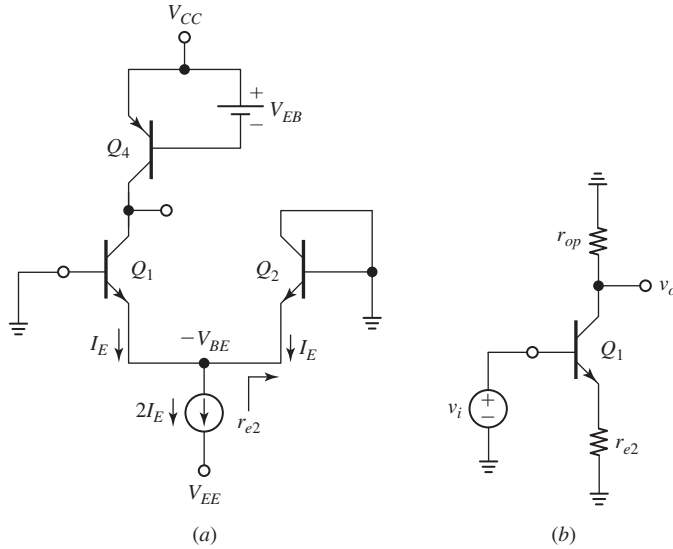 V_CC
+
V_EB
−
Q_4
Q_1
Q_2
I_E
−V_BE
I_E
2I_E
r_e2
V_EE
(a)
r_op
v_o
Q_1
v_i
+
−
r_e2
(b)